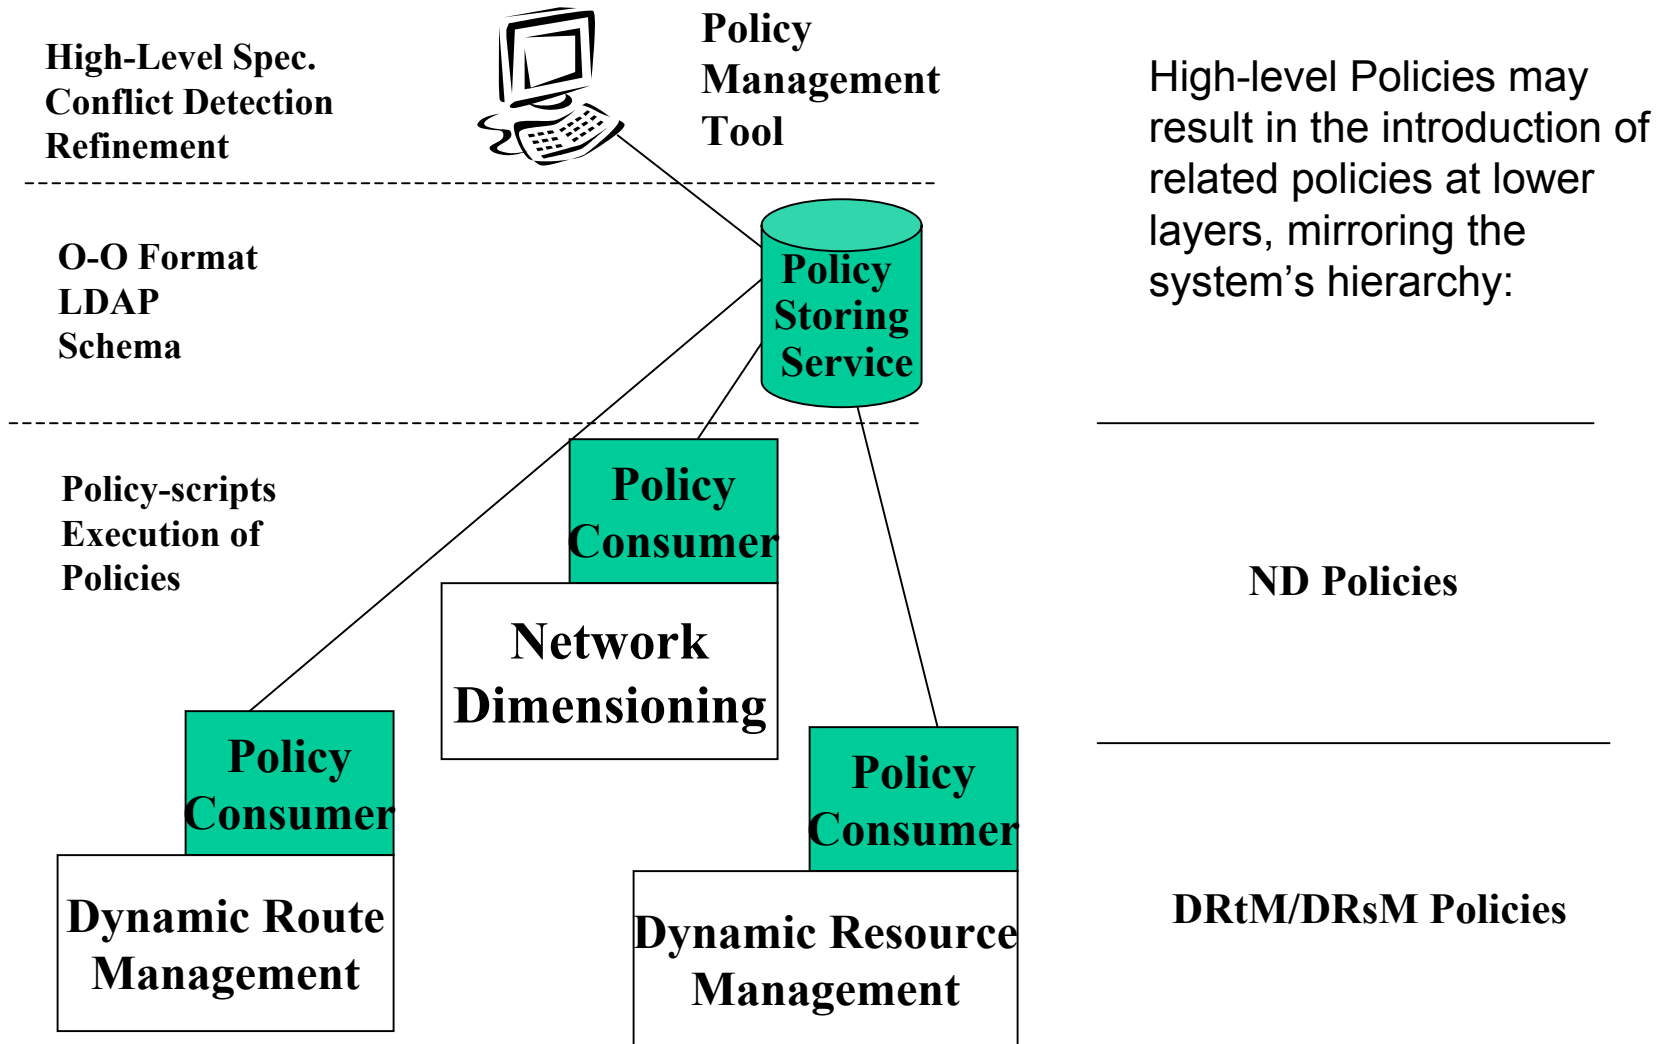 High-Level Spec.
Conflict Detection
Refinement
Policy
Management
Tool
High-level Policies may
result in the introduction of
related policies at lower
layers, mirroring the
system’s hierarchy:
O-O Format
LDAP
Schema
Policy
Storing
Service
Policy-scripts
Execution of
Policies
Policy
Consumer
Network
Dimensioning
ND Policies
Policy
Consumer
Dynamic Route
Management
Policy
Consumer
Dynamic Resource
Management
DRtM/DRsM Policies